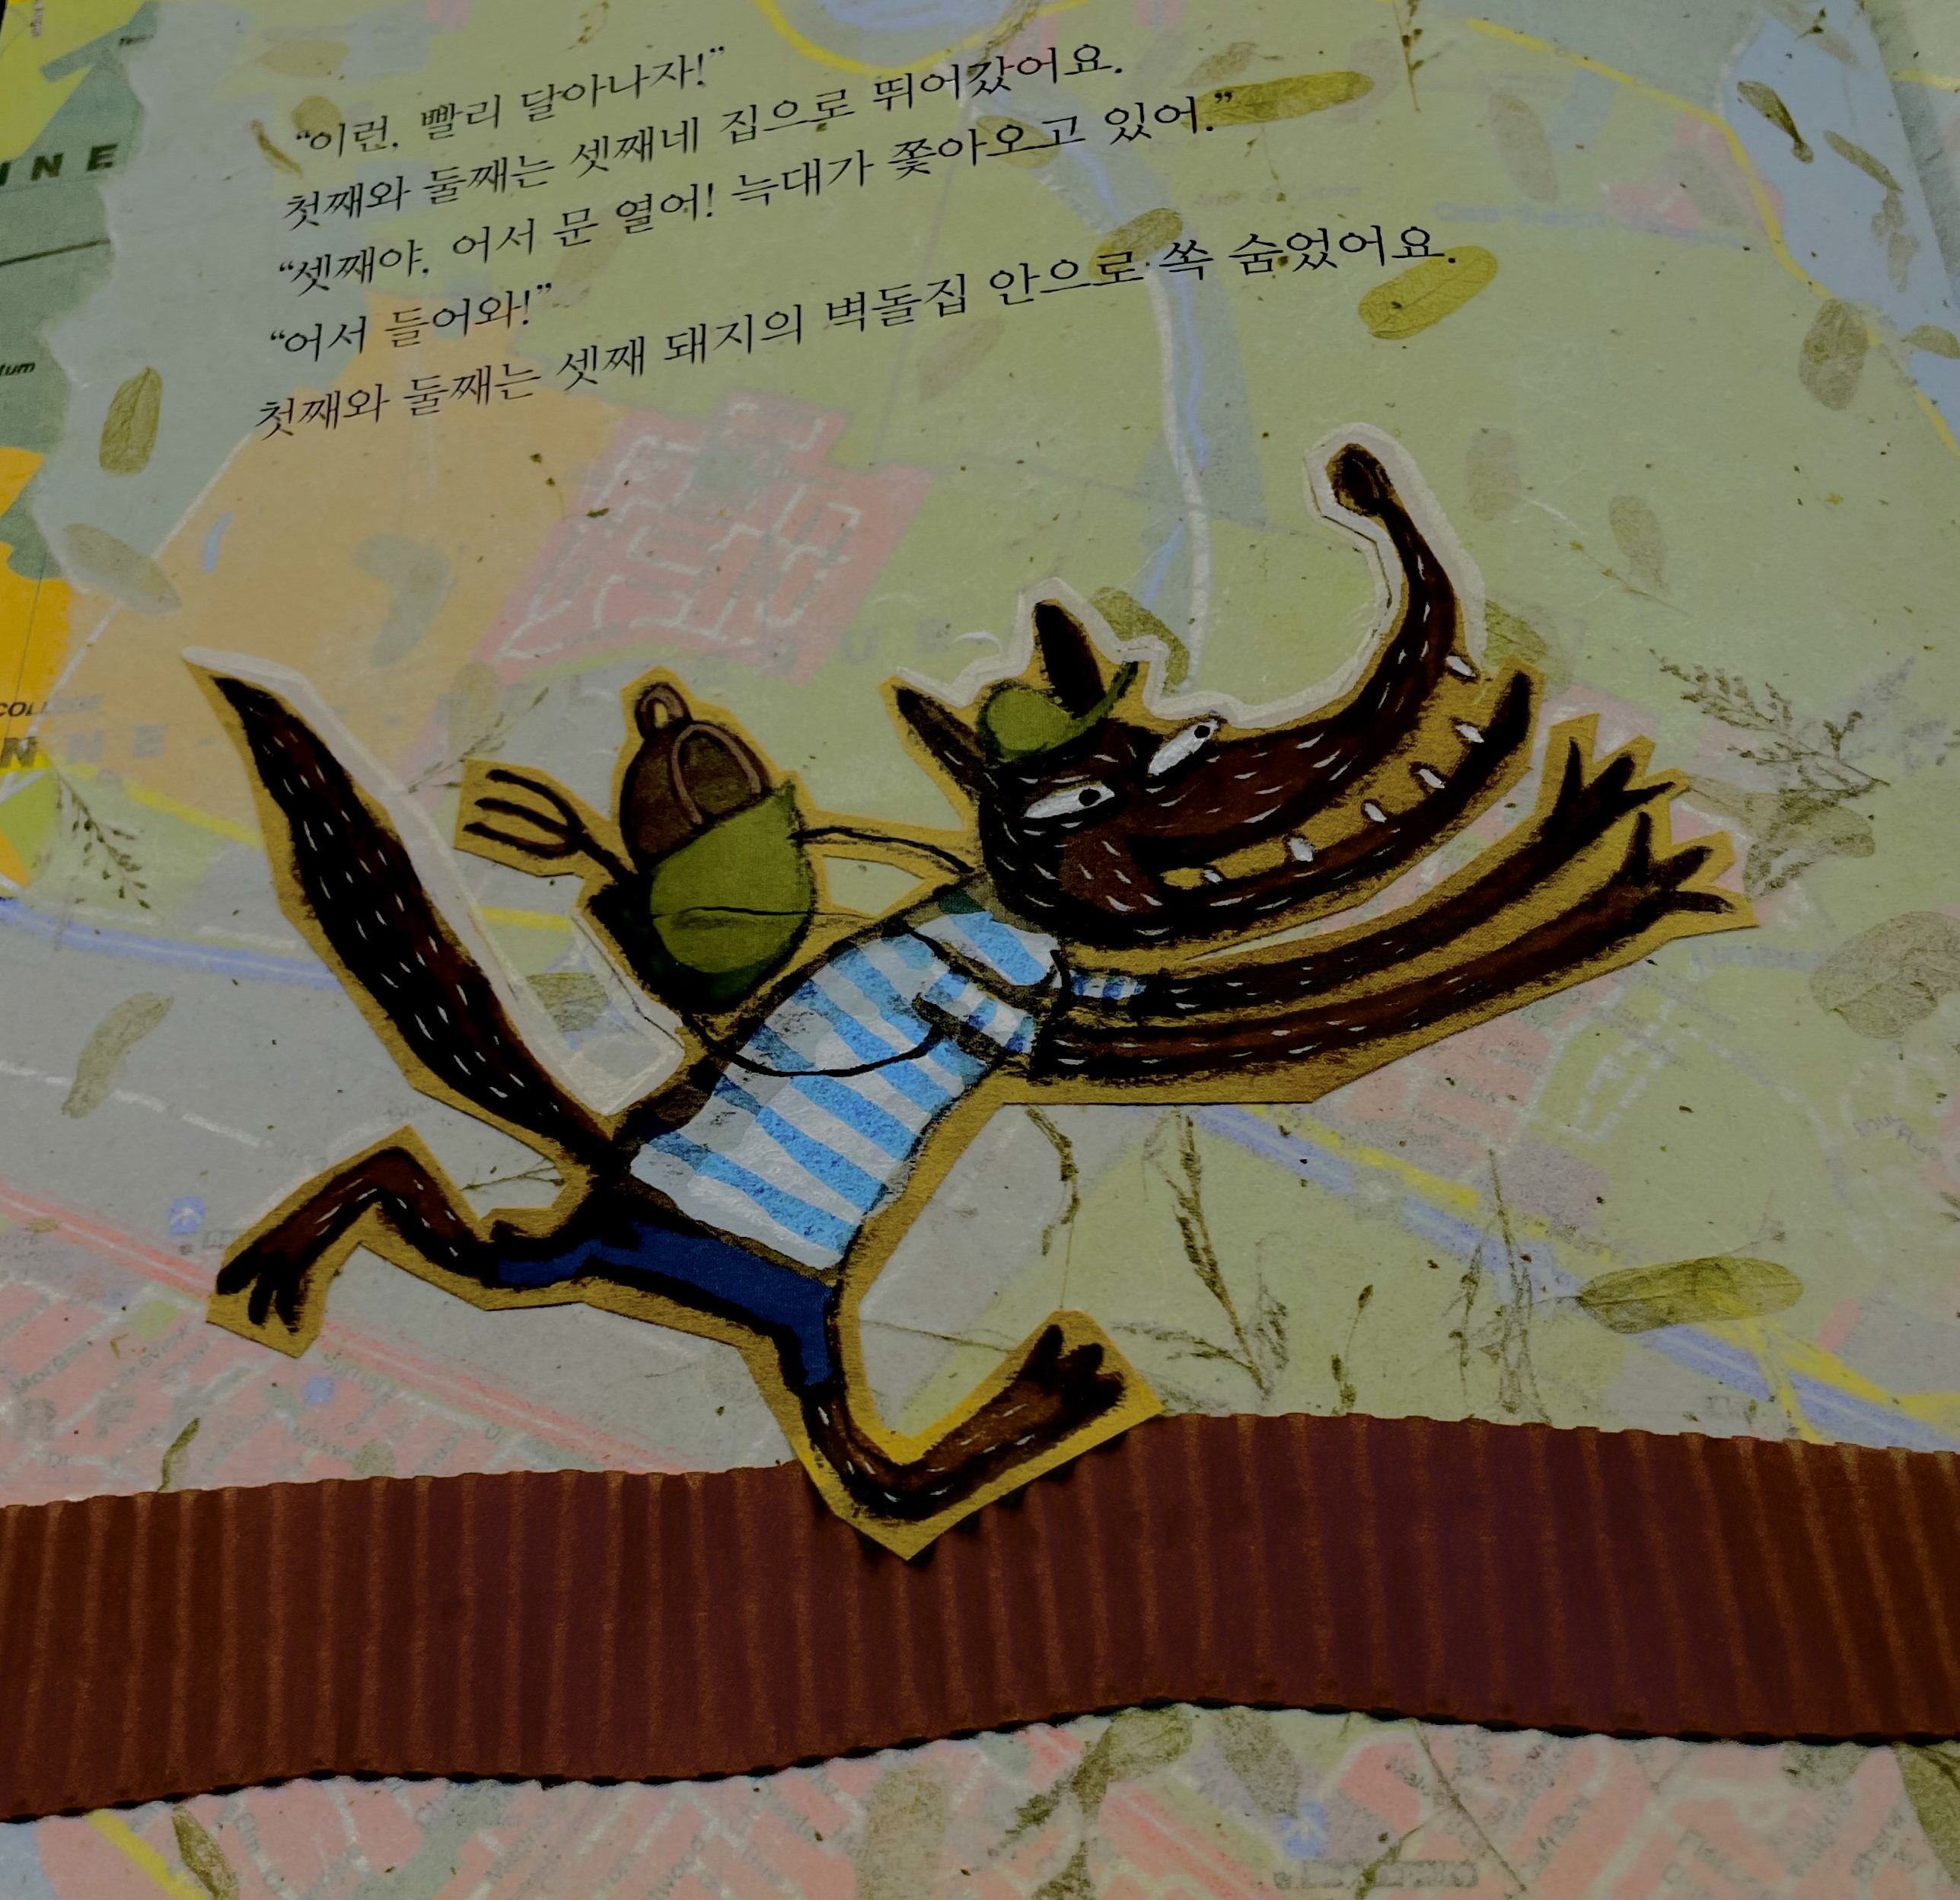 “이런, 빨리 달아나자!”
첫째와 둘째는 셋째네 집으로 뛰어갔어요.
“셋째야, 어서 문 열어! 늑대가 쫓아오고 있어.”
“어서 들어와!”
첫째와 둘째는 셋째 돼지의 벽돌집 안으로 쏙 숨었어요.